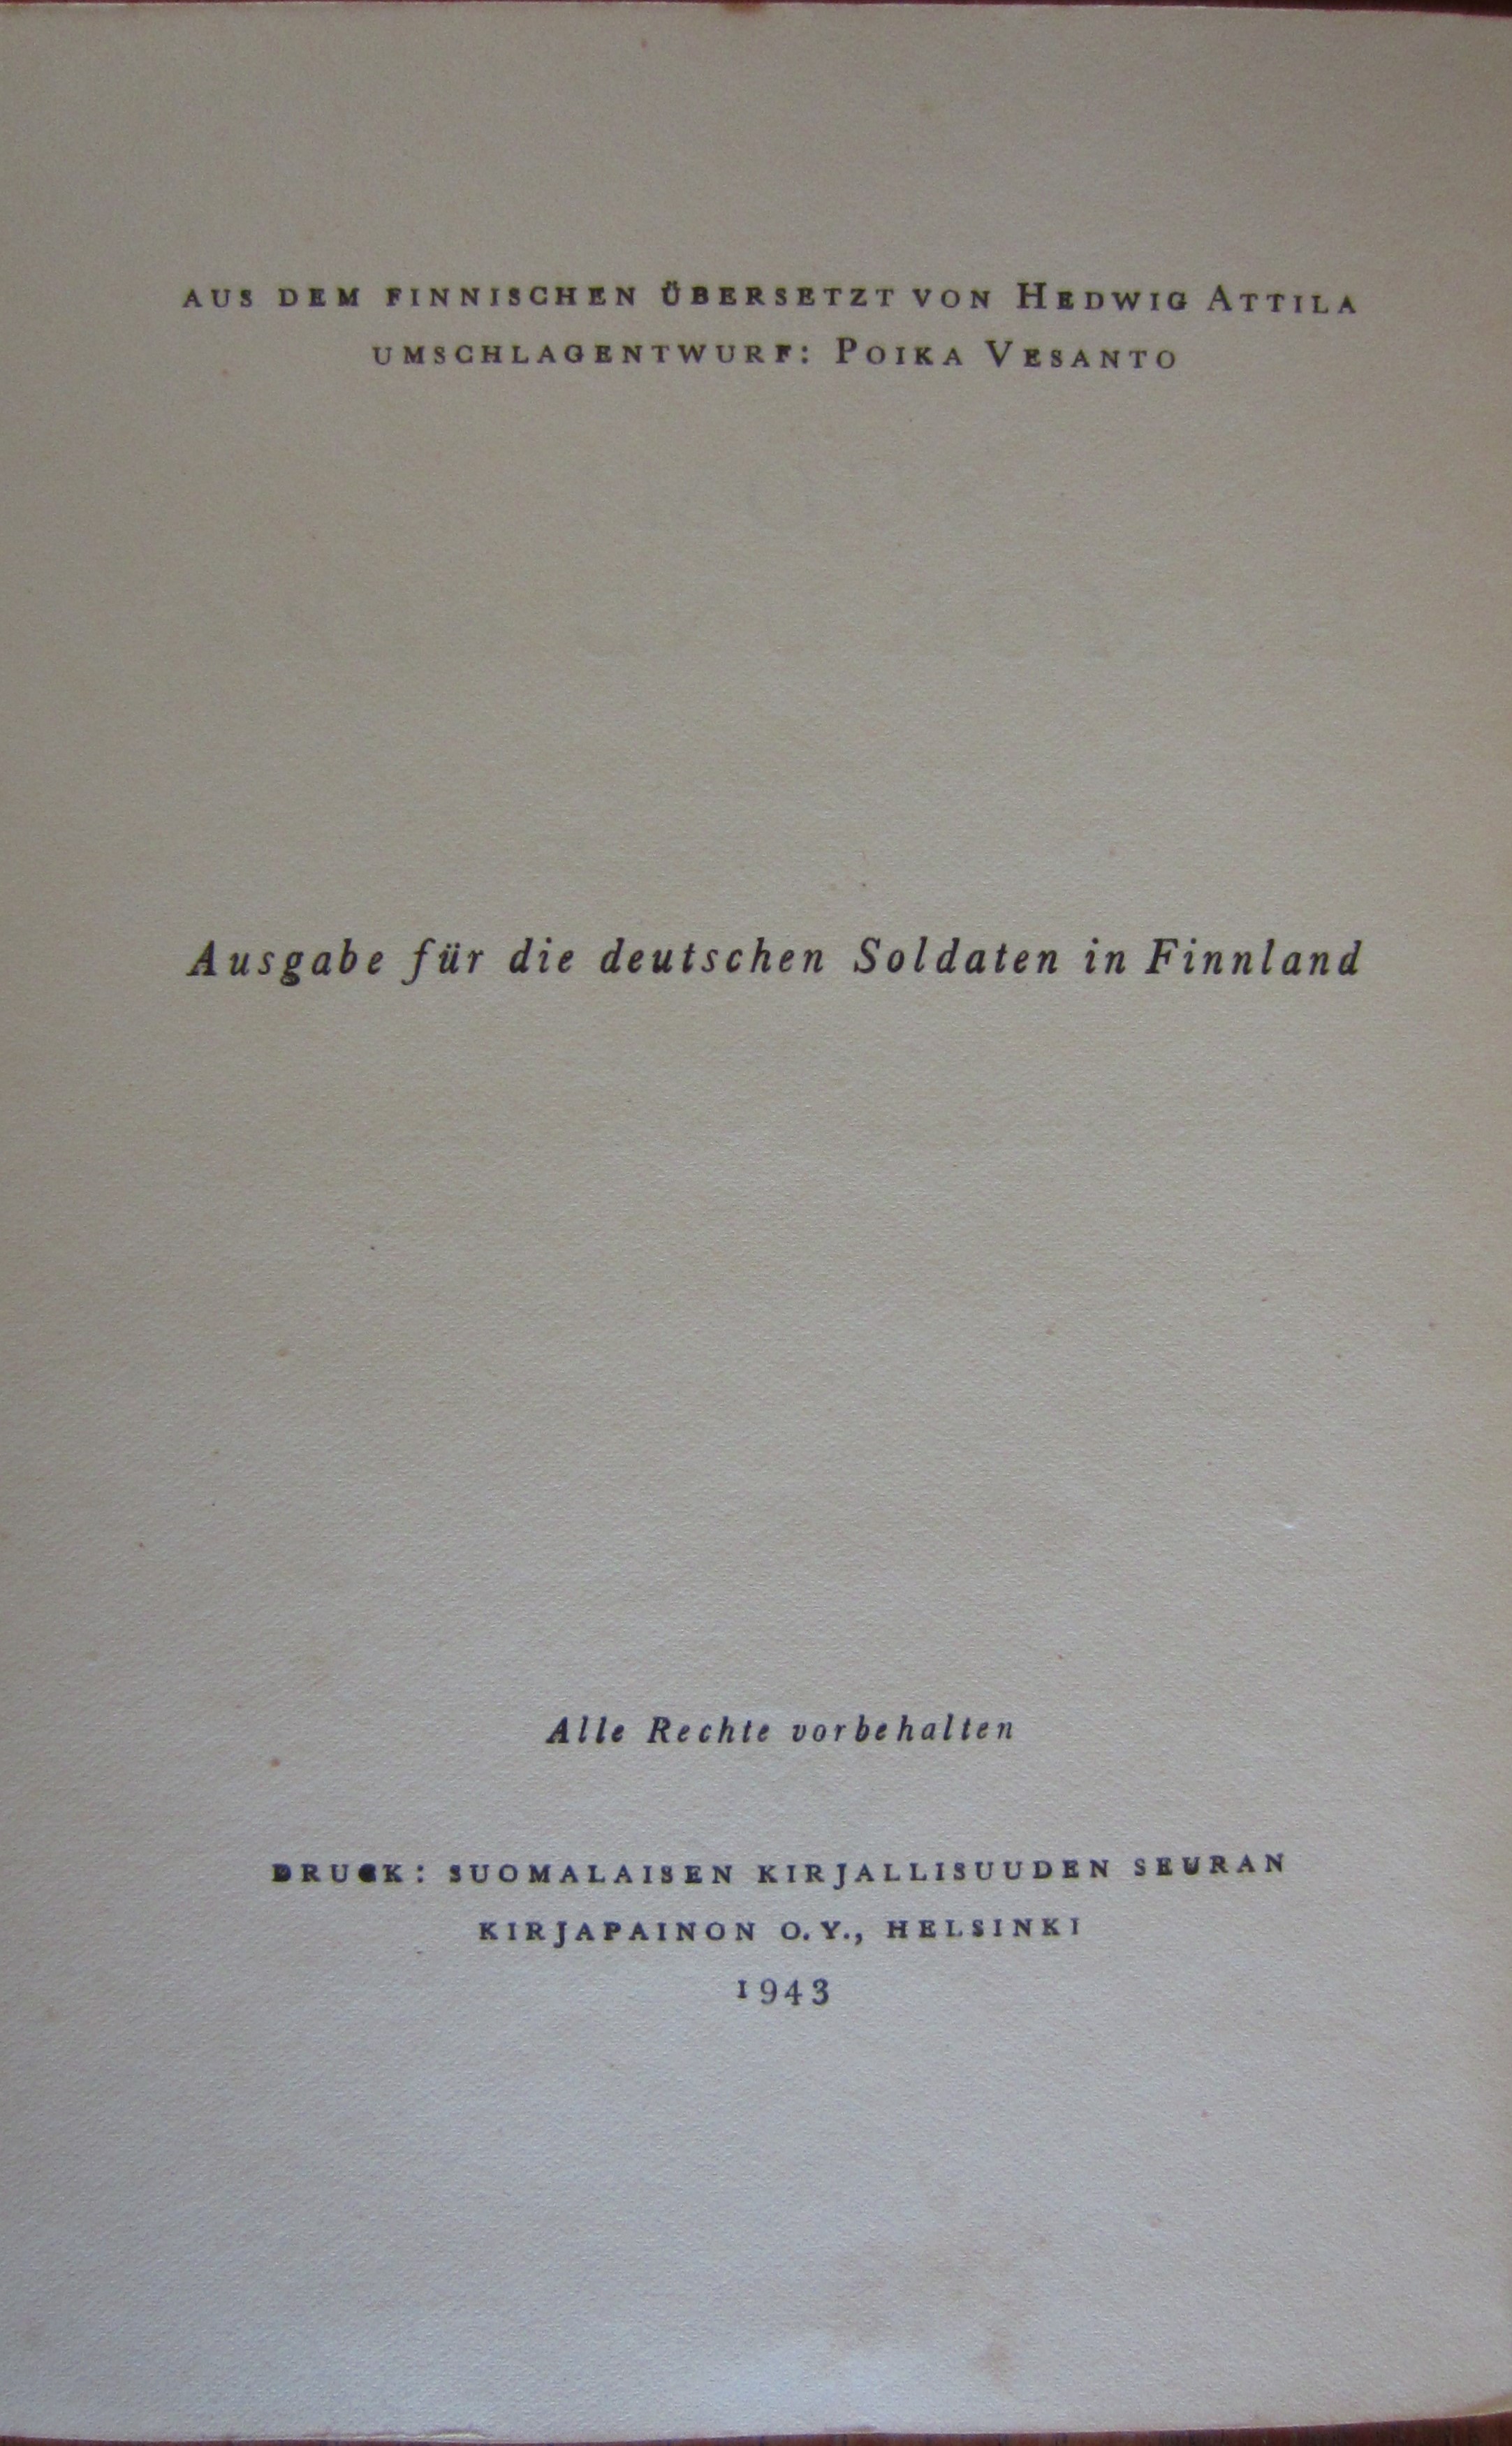 AUS DEM FINNISCHEN ÜBERSETZT VON HEDWIG ATTILA
UMSCHLAGENTWURF: POIKA VESANTO
Ausgabe für die deutschen Soldaten in Finnland
Alle Rechte vorbehalten
DRUCK: SUOMALAISEN KIRJALLISUUDEN SEURAN
KIRJAPAINON O.Y., HELSINKI
1943